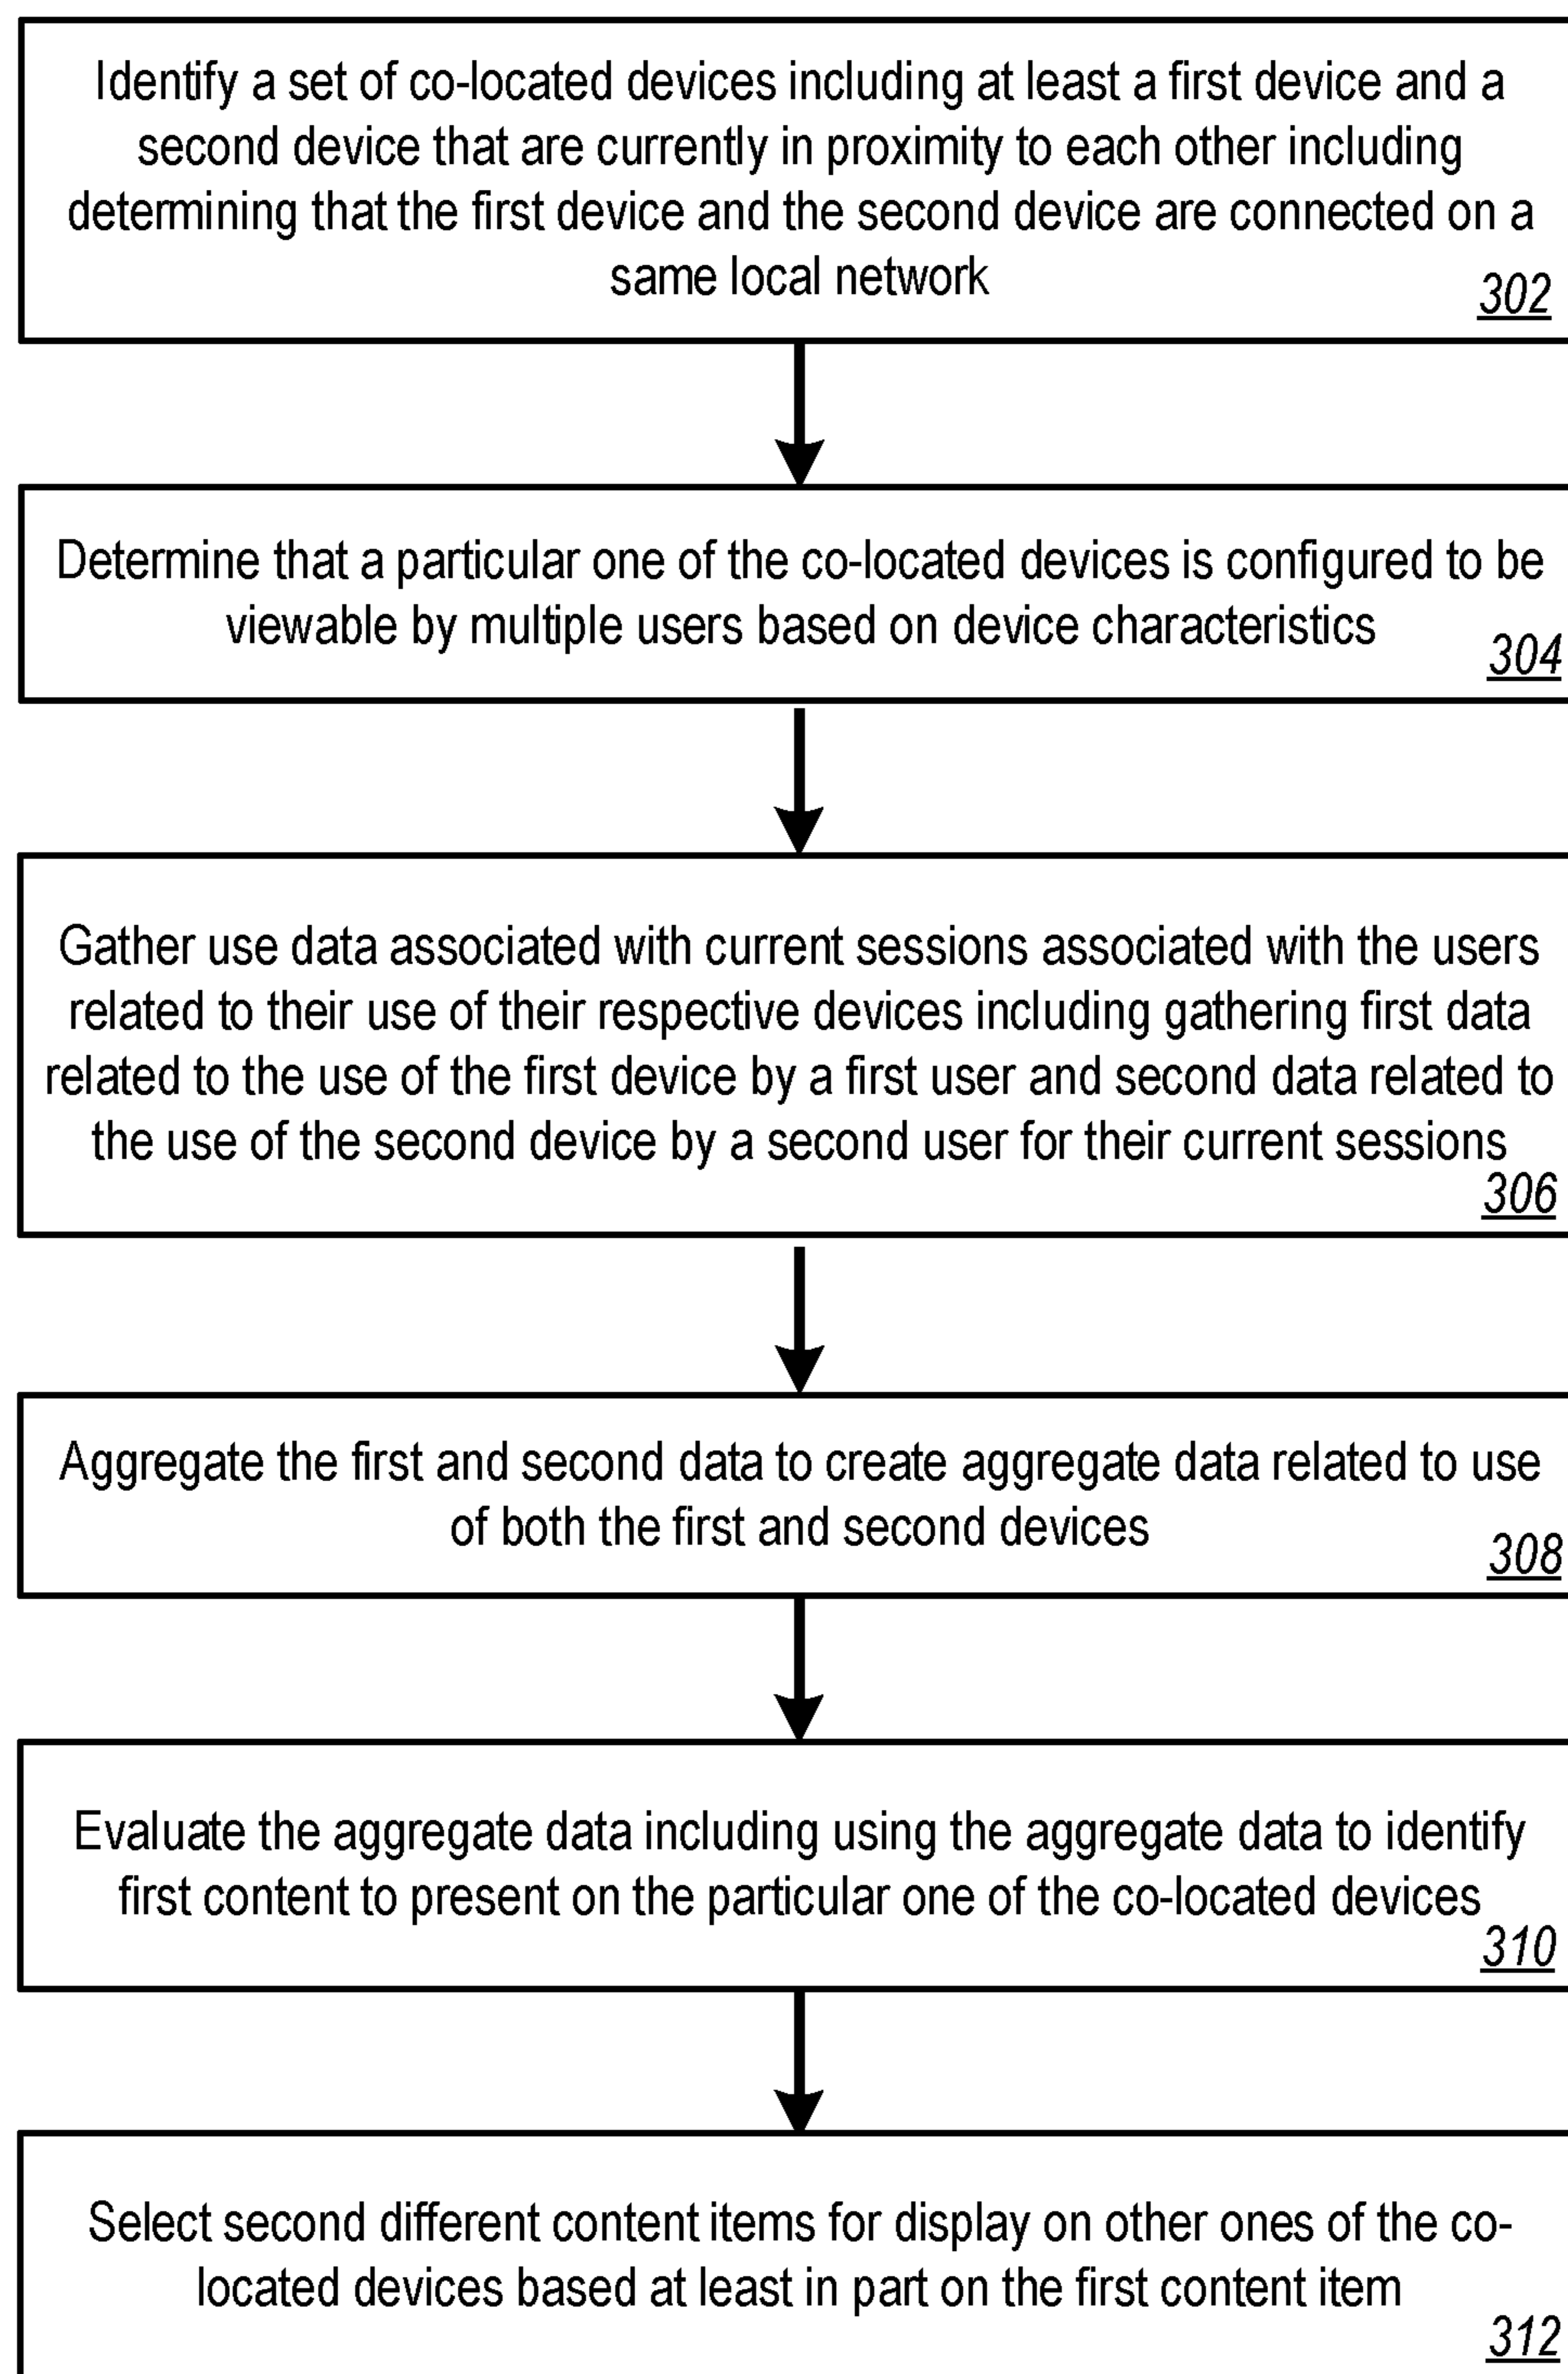 Identify a set of co-located devices including at least a first device and a
second device that are currently in proximity to each other including
determining that the first device and the second device are connected on a
same local network
302
Determine that a particular one of the co-located devices is configured to be
viewable by multiple users based on device characteristics
304
Gather use data associated with current sessions associated with the users
related to their use of their respective devices including gathering first data
related to the use of the first device by a first user and second data related to
the use of the second device by a second user for their current sessions
306
Aggregate the first and second data to create aggregate data related to use
of both the first and second devices
308
Evaluate the aggregate data including using the aggregate data to identify
first content to present on the particular one of the co-located devices
310
Select second different content items for display on other ones of the co-
located devices based at least in part on the first content item
312